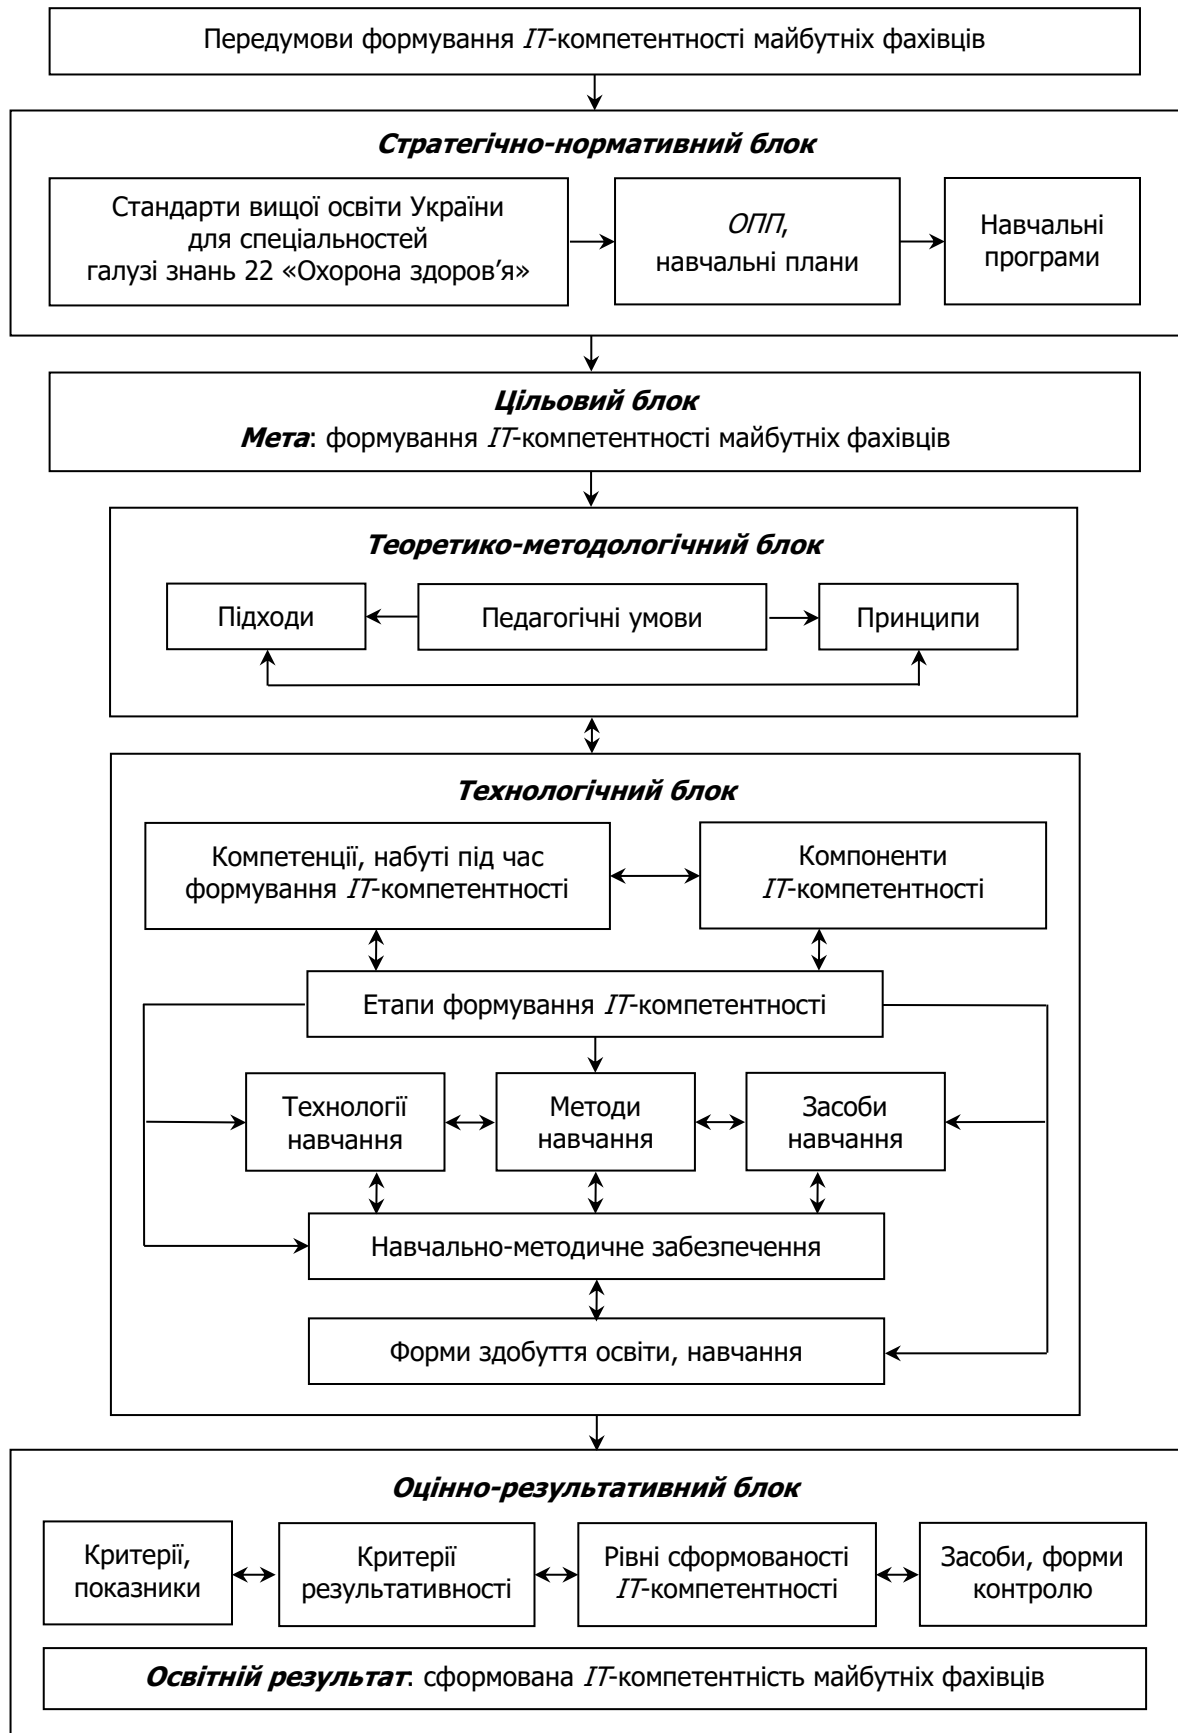 Передумови формування IT-компетентності майбутніх фахівців
Стратегічно-нормативний блок
Стандарти вищої освіти України
для спеціальностей
галузі знань 22 «Охорона здоров’я»
ОПП,
навчальні плани
Навчальні
програми
Цільовий блок
Мета: формування IT-компетентності майбутніх фахівців
Теоретико-методологічний блок
Підходи
Педагогічні умови
Принципи
Технологічний блок
Компетенції, набуті під час
формування IT-компетентності
Компоненти
IT-компетентності
Етапи формування IT-компетентності
Технології
навчання
Методи
навчання
Засоби
навчання
Навчально-методичне забезпечення
Форми здобуття освіти, навчання
Оцінно-результативний блок
Критерії,
показники
Критерії
результативності
Рівні сформованості
IT-компетентності
Засоби, форми
контролю
Освітній результат: сформована IT-компетентність майбутніх фахівців